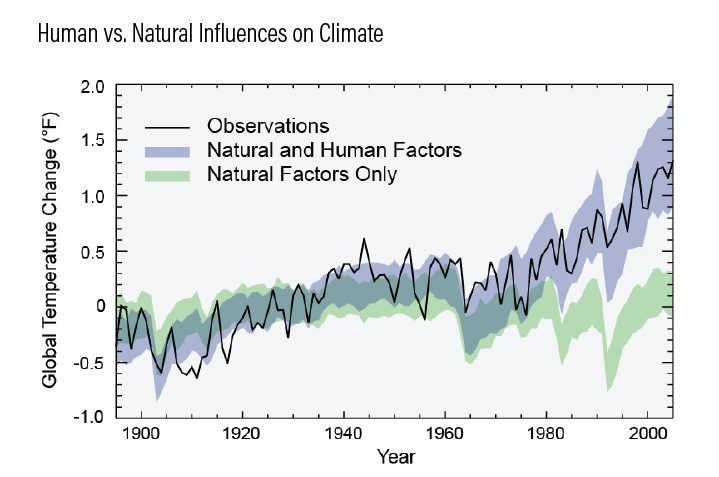 Human vs. Natural Influences on Climate
2.0
1.5
1.0
0.5
0
-0.5
-1.0
Global Temperature Change (°F)
Observations
Natural and Human Factors
Natural Factors Only
1900 1920 1940 1960 1980 2000
Year